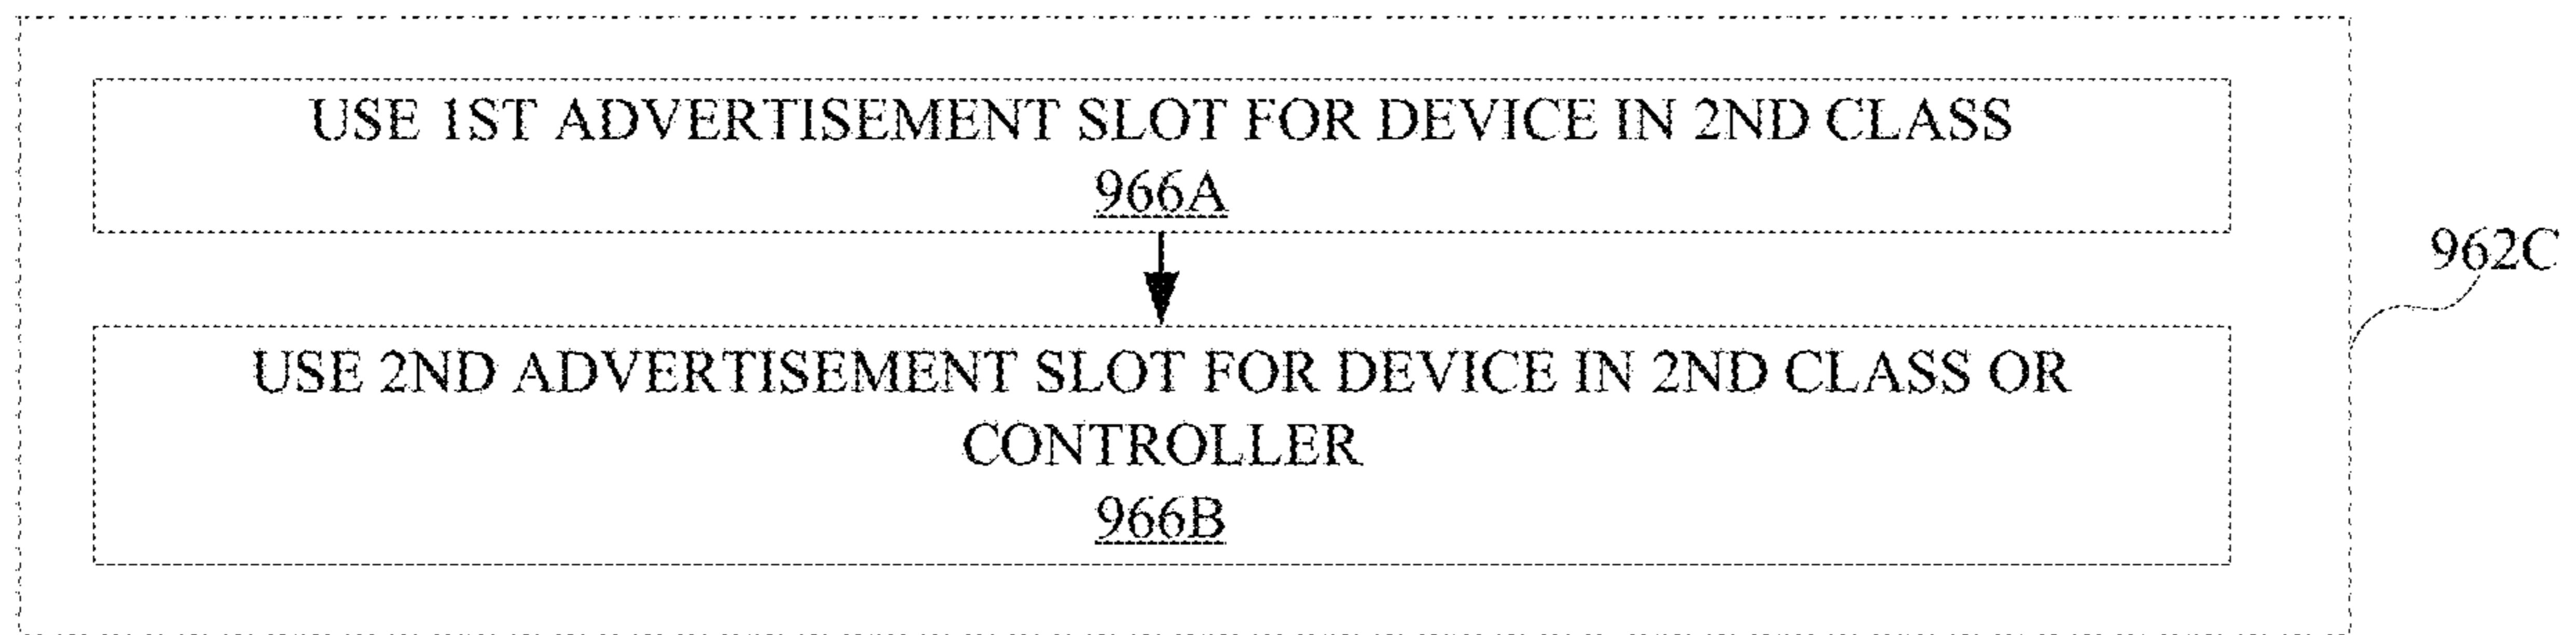 USE 1ST ADVERTISEMENT SLOT FOR DEVICE IN 2ND CLASS
966A
962C
USE 2ND ADVERTISEMENT SLOT FOR DEVICE IN 2ND CLASS OR
CONTROLLER
966B